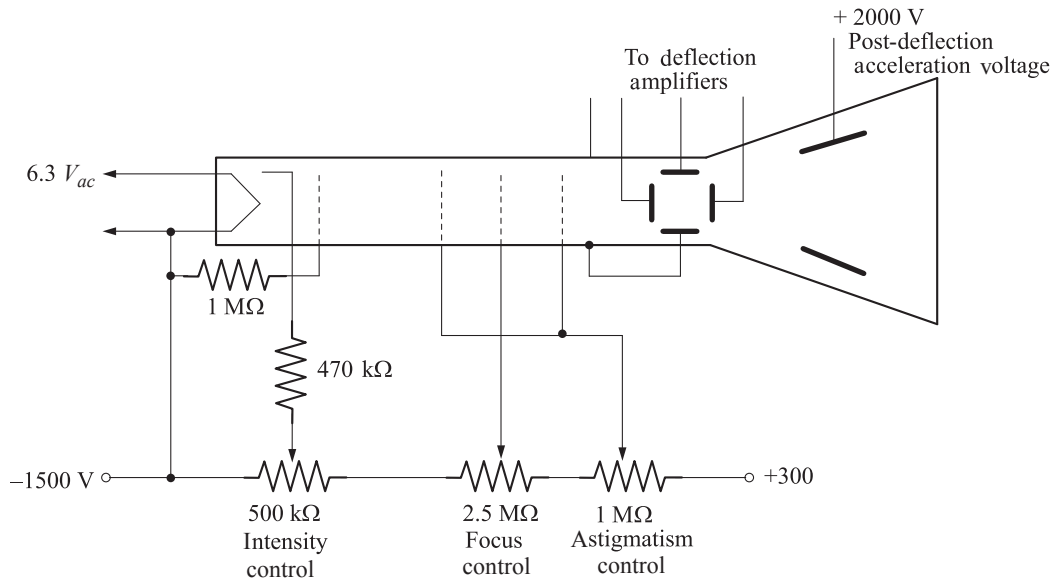 + 2000 V
Post-deflection
acceleration voltage
To deflection
amplifiers
6.3 Vac
1 MΩ
470 kΩ
–1500 V
+300
500 kΩ
Intensity
control
2.5 MΩ
Focus
control
1 MΩ
Astigmatism
control